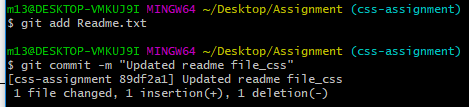 m13@DESKTOP-VMKUJ9I MINGW64 ~/Desktop/Assignment (css-assignment)
$ git add Readme.txt
m13@DESKTOP-VMKUJ9I MINGW64 ~/Desktop/Assignment (css-assignment)
$ git commit -m "Updated readme file_css"
[css-assignment 89df2a1] Updated readme file_css
1 file changed, 1 insertion(+), 1 deletion(-)